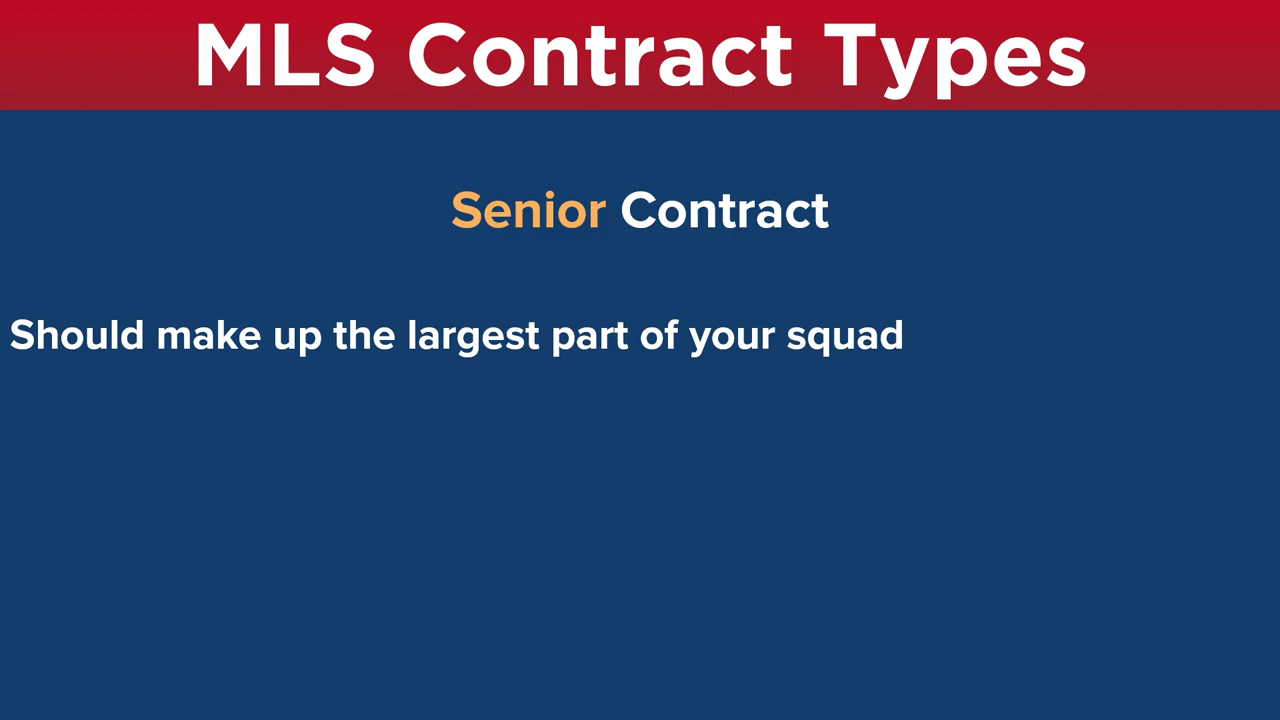 MLS Contract Types
Senior Contract
Should make up the largest part of your squad